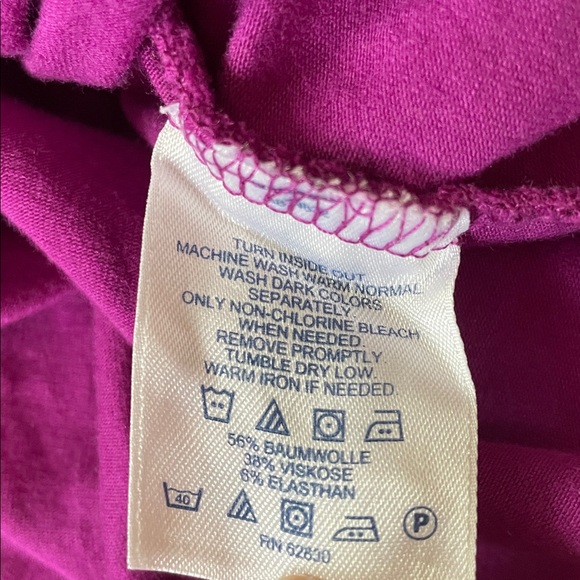 TURN INSIDE OUT.
MACHINE WASH WARM NORMAL.
WASH DARK COLORS
SEPARATELY.
ONLY NON-CHLORINE BLEACH
WHEN NEEDED.
REMOVE PROMPTLY
TUMBLE DRY LOW.
WARM IRON IF NEEDED.
56% BAUMWOLLE
38% VISKOSE
6% ELASTHAN
40 P
RN 62830